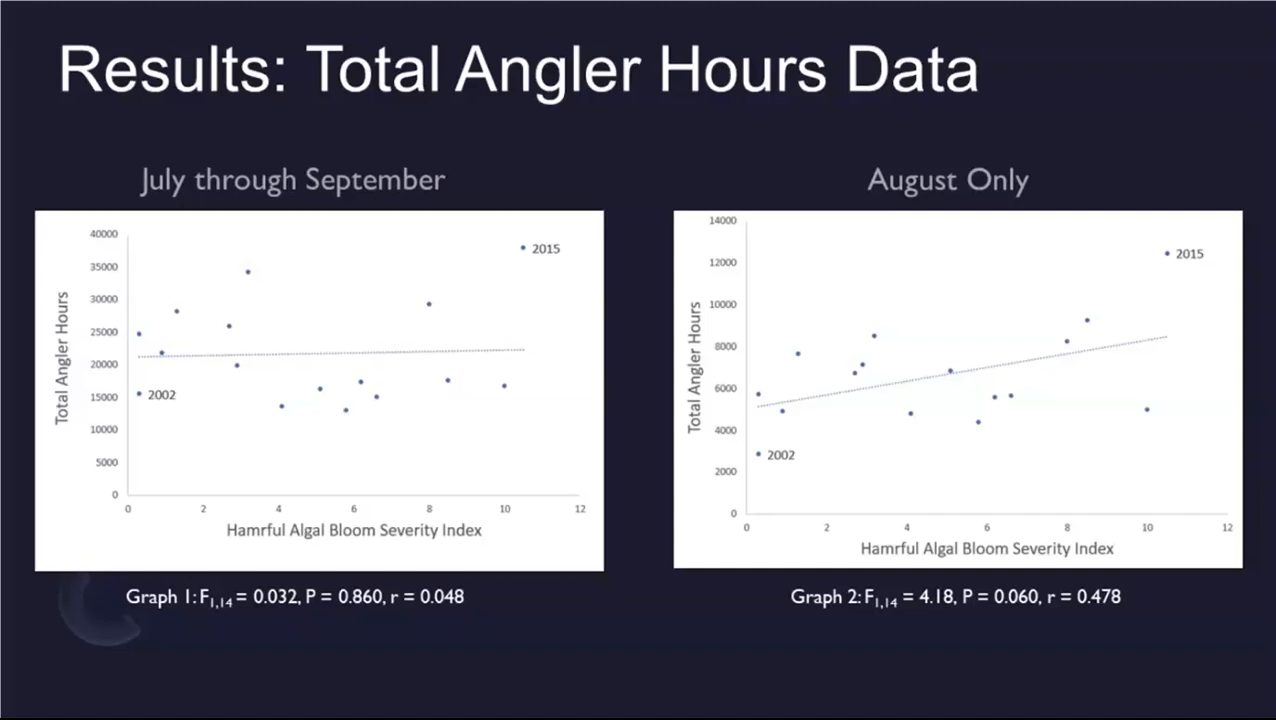 Results: Total Angler Hours Data
July through September
40000
35000
30000
25000
20000
15000
10000
5000
0
Total Angler Hours
2015
2002
0 2 4 6 8 10 12
Hamrful Algal Bloom Severity Index
Graph 1: F1,14 = 0.032, P = 0.860, r = 0.048
August Only
14000
12000
10000
8000
6000
4000
2000
0
Total Angler Hours
2015
2002
0 2 4 6 8 10 12
Hamrful Algal Bloom Severity Index
Graph 2: F1,14 = 4.18, P = 0.060, r = 0.478